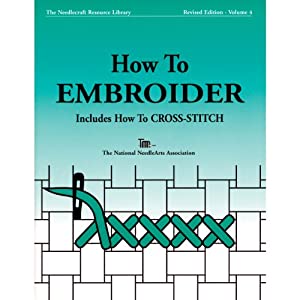 The Needlecraft Resource Library
Revised Edition - Volume 4
How To
EMBROIDER
Includes How To CROSS-STITCH
The National NeedleArts Association